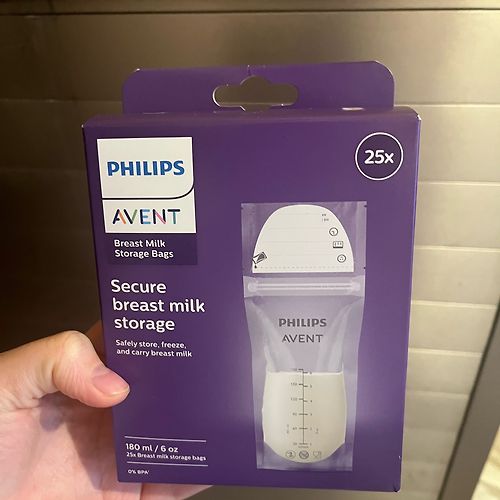 PHILIPS
AVENT
Breast Milk
Storage Bags
25x
Secure
breast milk
storage
Safely store, freeze,
and carry breast milk
180 ml / 6 oz
25x Breast milk storage bags
0% BPA¹
PHILIPS
AVENT